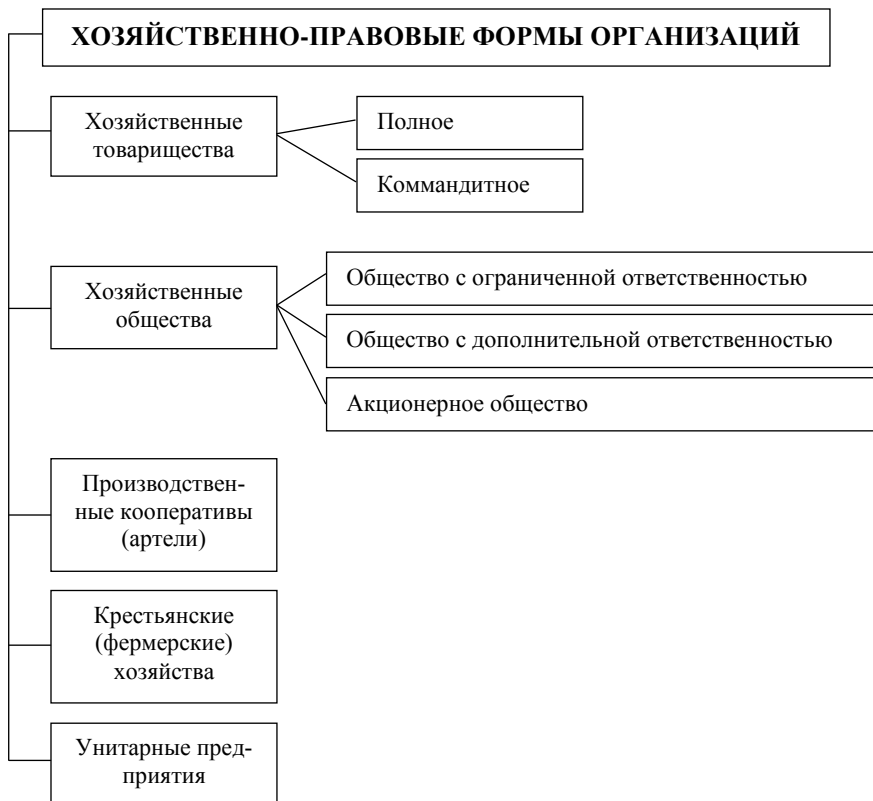 ХОЗЯЙСТВЕННО-ПРАВОВЫЕ ФОРМЫ ОРГАНИЗАЦИЙ
Хозяйственные
товарищества
Полное
Коммандитное
Хозяйственные
общества
Общество с ограниченной ответственностью
Общество с дополнительной ответственностью
Акционерное общество
Производствен-
ные кооперативы
(артели)
Крестьянские
(фермерские)
хозяйства
Унитарные пред-
приятия